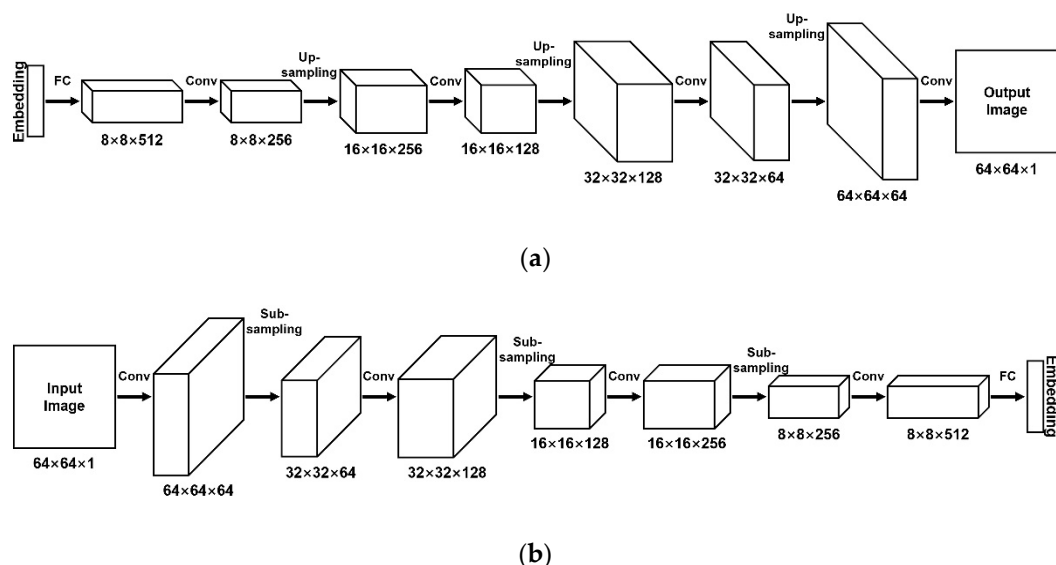 Embedding
FC
8×8×512
Conv
8×8×256
Up-
sampling
16×16×256
Conv
16×16×128
Up-
sampling
32×32×128
Conv
32×32×64
Up-
sampling
64×64×64
Conv
Output
Image
64×64×1
(a)
Input
Image
64×64×1
Conv
64×64×64
Sub-
sampling
32×32×64
Conv
32×32×128
Sub-
sampling
16×16×128
Conv
16×16×256
Sub-
sampling
8×8×256
Conv
8×8×512
FC
Embedding
(b)